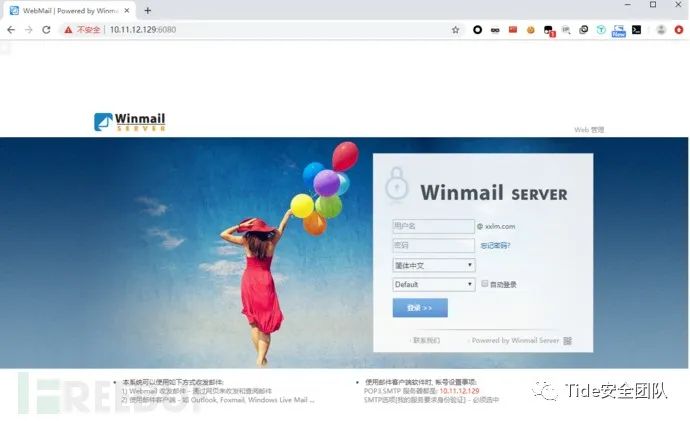 WebMail | Powered by Winma
不安全 | 10.11.12.129:6080
New
Winmail
SERVER
Web 管理
Winmail SERVER
用户名
@ xxlm.com
密码
忘记密码?
简体中文
Default
自动登录
登录 >>
· 联系我们
· Powered by Winmail Server
• 本系统可以使用如下方式收发邮件:
1) Webmail 收发邮件 - 通过网页来收发和查阅邮件
2) 使用邮件客户端 - 如 Outlook, Foxmail, Windows Live Mail ...
• 使用邮件客户端软件时, 账号设置事项:
POP3,SMTP 服务器都是: 10.11.12.129
SMTP选项[我的服务要求身份验证] - 必须选中
Tide安全团队